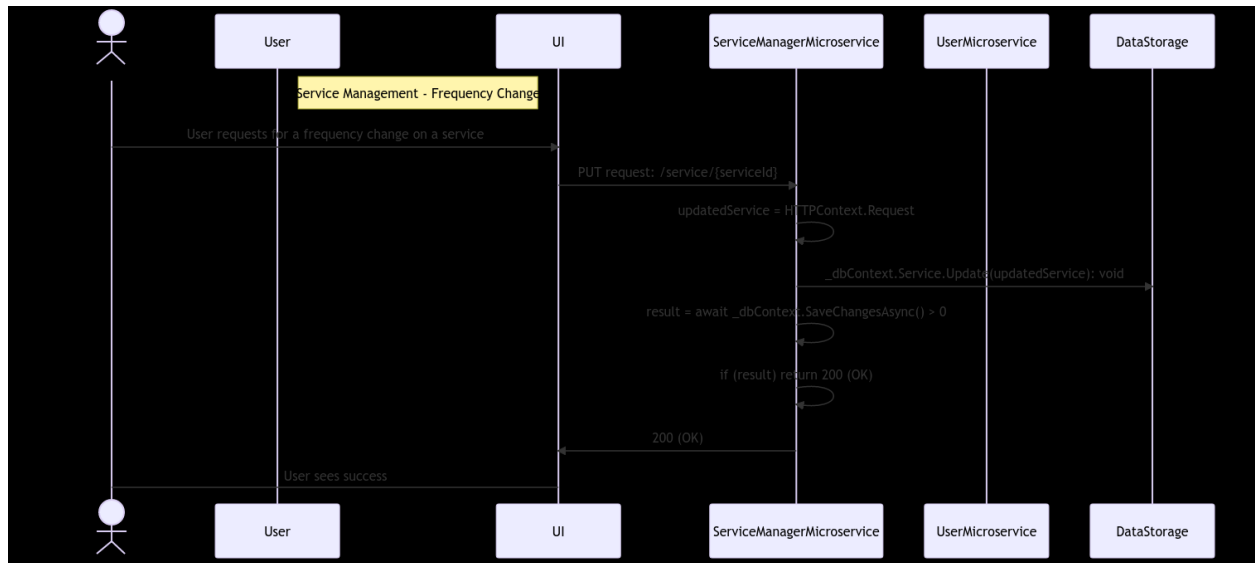 User
UI
ServiceManagerMicroservice
UserMicroservice
DataStorage
Service Management - Frequency Change
User requests for a frequency change on a service
PUT request: /service/{serviceId}
updatedService = HTTPContext.Request
_dbContext.Service.Update(updatedService): void
result = await _dbContext.SaveChangesAsync() > 0
if (result) return 200 (OK)
200 (OK)
User sees success
User
UI
ServiceManagerMicroservice
UserMicroservice
DataStorage